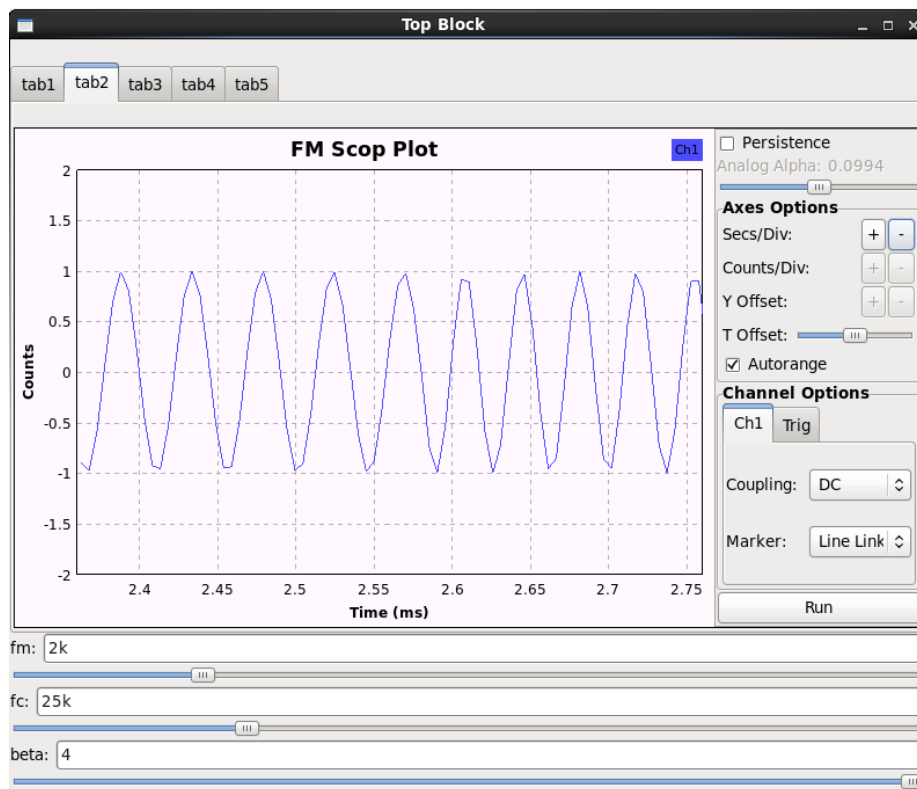 Top Block
tab1 tab2 tab3 tab4 tab5
FM Scop Plot
Ch1
2
1.5
1
0.5
0
-0.5
-1
-1.5
-2
Counts
2.4 2.45 2.5 2.55 2.6 2.65 2.7 2.75
Time (ms)
Persistence
Analog Alpha: 0.0994
Axes Options
Secs/Div: + -
Counts/Div: + -
Y Offset: + -
T Offset:
Autorange
Channel Options
Ch1 Trig
Coupling: DC
Marker: Line Link
Run
fm: 2k
fc: 25k
beta: 4